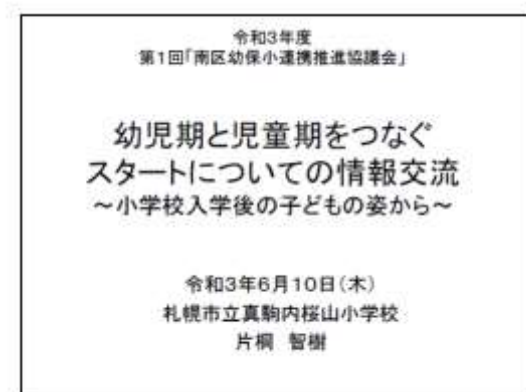 令和3年度
第1回「南区幼保小連携推進協議会」
幼児期と児童期をつなぐ
スタートについての情報交流
～小学校入学後の子どもの姿から～
令和3年6月10日(木)
札幌市立真駒内桜山小学校
片桐　智樹